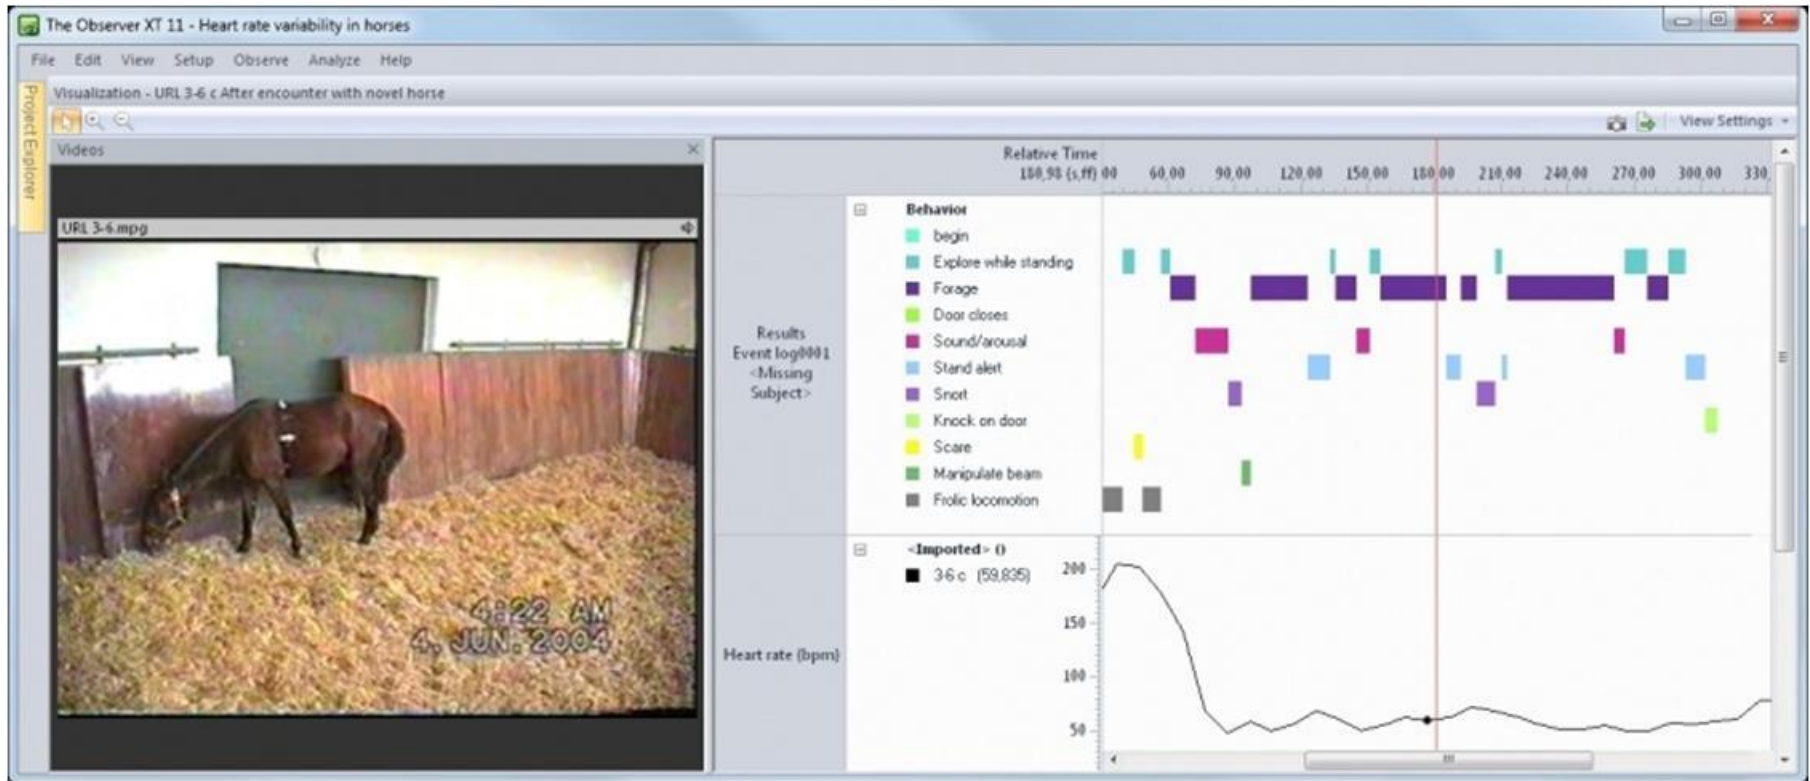 The Observer XT 11 - Heart rate variability in horses
File Edit View Setup Observe Analyze Help
Project Explorer
Visualization - URL 3-6 c After encounter with novel horse
View Settings
Videos
URL 3-6.mpg
4:22 AM
4. JUN. 2004
Relative Time
180,98 (s,ff) 00 60,00 90,00 120,00 150,00 180,00 210,00 240,00 270,00 300,00 330,
Results
Event log0001
<Missing
Subject>
Behavior
begin
Explore while standing
Forage
Door closes
Sound/arousal
Stand alert
Snort
Knock on door
Scare
Manipulate beam
Frolic locomotion
Heart rate (bpm)
<Imported> ()
3-6 c (59,835)
200
150
100
50